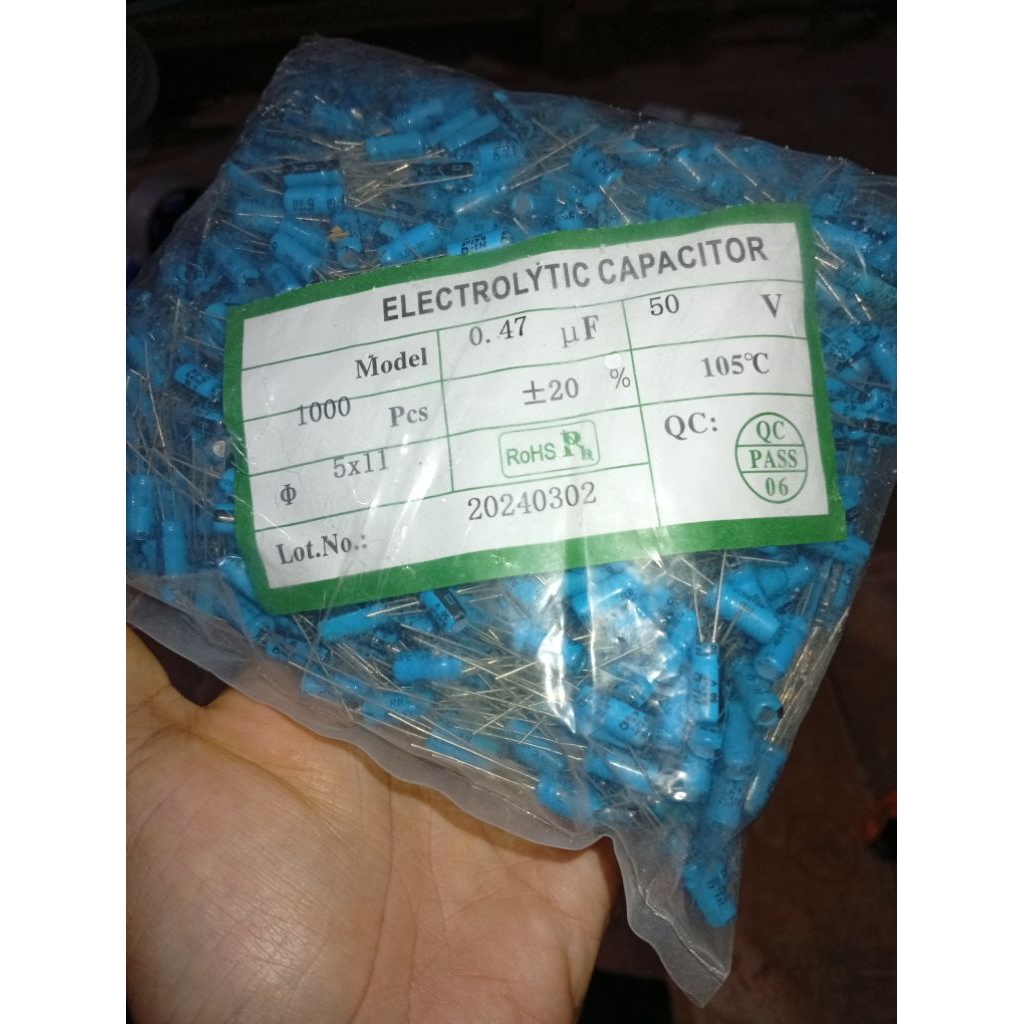 ELECTROLYTIC CAPACITOR
Model 0.47 μF 50 V
1000 Pcs ±20 % 105℃
Φ 5x11 RoHS QC: QC PASS 06
Lot.No.: 20240302